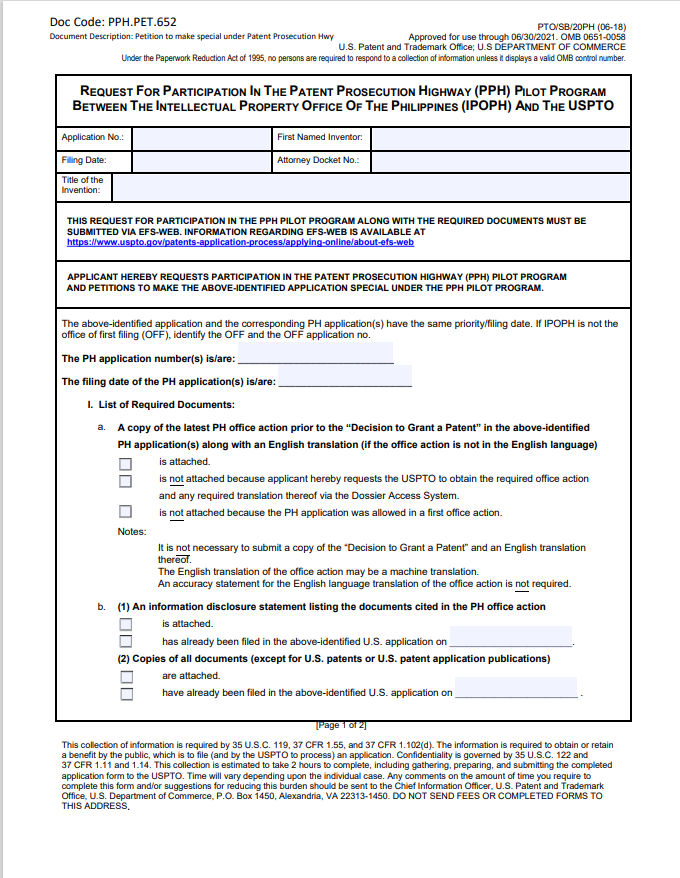 Doc Code: PPH.PET.652
Document Description: Petition to make special under Patent Prosecution Hwy
PTO/SB/20PH (06-18)
Approved for use through 06/30/2021. OMB 0651-0058
U.S. Patent and Trademark Office; U.S DEPARTMENT OF COMMERCE
Under the Paperwork Reduction Act of 1995, no persons are required to respond to a collection of information unless it displays a valid OMB control number.
REQUEST FOR PARTICIPATION IN THE PATENT PROSECUTION HIGHWAY (PPH) PILOT PROGRAM
BETWEEN THE INTELLECTUAL PROPERTY OFFICE OF THE PHILIPPINES (IPOPH) AND THE USPTO
Application No.: First Named Inventor:
Filing Date: Attorney Docket No.:
Title of the
Invention:
THIS REQUEST FOR PARTICIPATION IN THE PPH PILOT PROGRAM ALONG WITH THE REQUIRED DOCUMENTS MUST BE
SUBMITTED VIA EFS-WEB. INFORMATION REGARDING EFS-WEB IS AVAILABLE AT
https://www.uspto.gov/patents-application-process/applying-online/about-efs-web
APPLICANT HEREBY REQUESTS PARTICIPATION IN THE PATENT PROSECUTION HIGHWAY (PPH) PILOT PROGRAM
AND PETITIONS TO MAKE THE ABOVE-IDENTIFIED APPLICATION SPECIAL UNDER THE PPH PILOT PROGRAM.
The above-identified application and the corresponding PH application(s) have the same priority/filing date. If IPOPH is not the
office of first filing (OFF), identify the OFF and the OFF application no.
The PH application number(s) is/are:
The filing date of the PH application(s) is/are:
I. List of Required Documents:
a. A copy of the latest PH office action prior to the “Decision to Grant a Patent” in the above-identified
PH application(s) along with an English translation (if the office action is not in the English language)
is attached.
is not attached because applicant hereby requests the USPTO to obtain the required office action
and any required translation thereof via the Dossier Access System.
is not attached because the PH application was allowed in a first office action.
Notes:
It is not necessary to submit a copy of the “Decision to Grant a Patent” and an English translation
thereof.
The English translation of the office action may be a machine translation.
An accuracy statement for the English language translation of the office action is not required.
b. (1) An information disclosure statement listing the documents cited in the PH office action
is attached.
has already been filed in the above-identified U.S. application on .
(2) Copies of all documents (except for U.S. patents or U.S. patent application publications)
are attached.
have already been filed in the above-identified U.S. application on .
[Page 1 of 2]
This collection of information is required by 35 U.S.C. 119, 37 CFR 1.55, and 37 CFR 1.102(d). The information is required to obtain or retain
a benefit by the public, which is to file (and by the USPTO to process) an application. Confidentiality is governed by 35 U.S.C. 122 and
37 CFR 1.11 and 1.14. This collection is estimated to take 2 hours to complete, including gathering, preparing, and submitting the completed
application form to the USPTO. Time will vary depending upon the individual case. Any comments on the amount of time you require to
complete this form and/or suggestions for reducing this burden should be sent to the Chief Information Officer, U.S. Patent and Trademark
Office, U.S. Department of Commerce, P.O. Box 1450, Alexandria, VA 22313-1450. DO NOT SEND FEES OR COMPLETED FORMS TO
THIS ADDRESS.